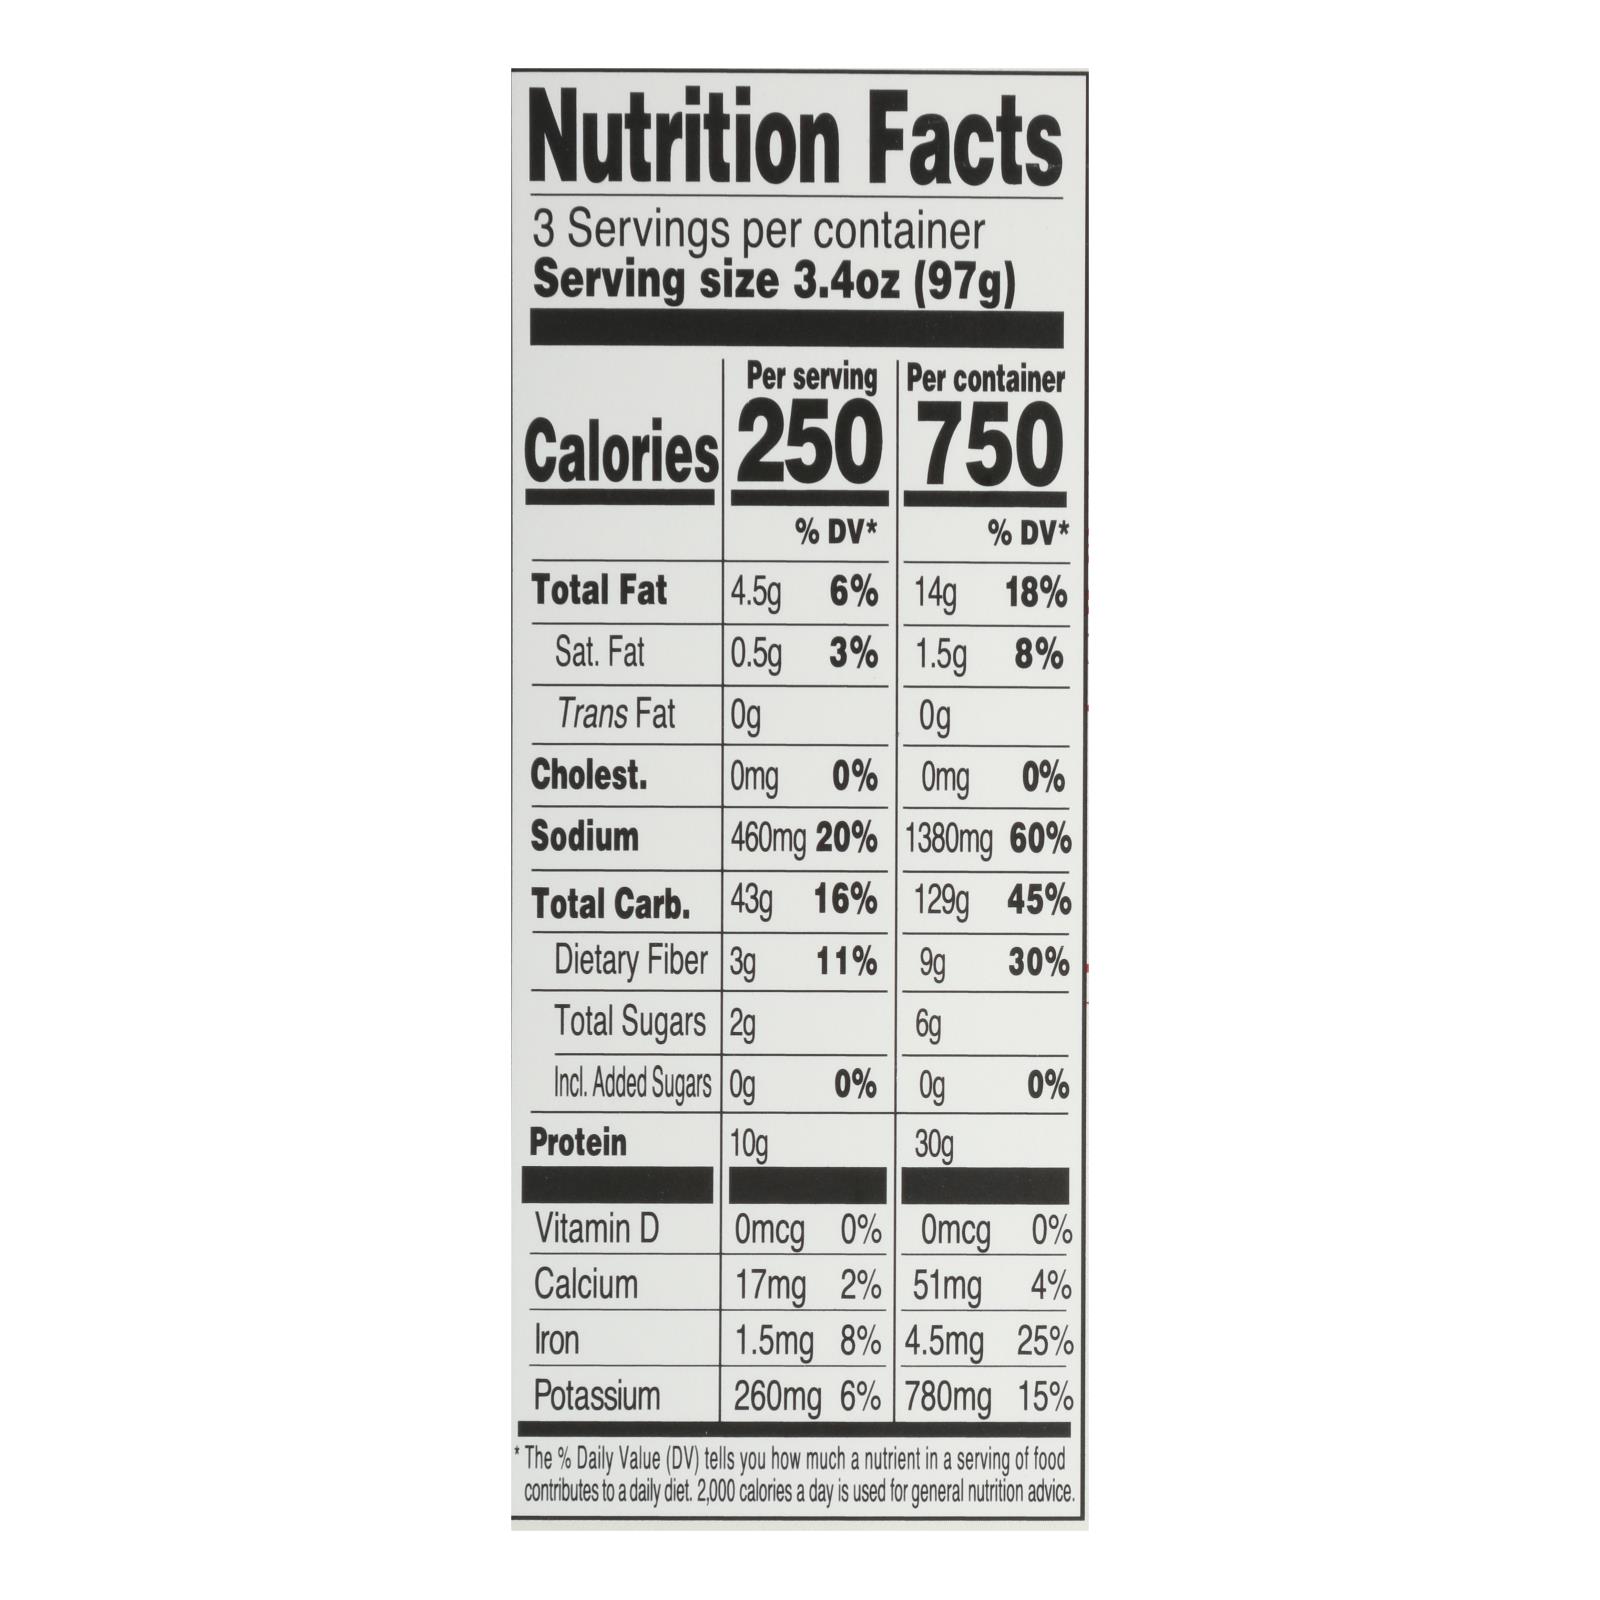 Nutrition Facts
3 Servings per container
Serving size 3.4oz (97g)
Per serving Per container
Calories 250 750
% DV* % DV*
Total Fat 4.5g 6% 14g 18%
Sat. Fat 0.5g 3% 1.5g 8%
Trans Fat 0g 0g
Cholest. 0mg 0% 0mg 0%
Sodium 460mg 20% 1380mg 60%
Total Carb. 43g 16% 129g 45%
Dietary Fiber 3g 11% 9g 30%
Total Sugars 2g 6g
Incl. Added Sugars 0g 0% 0g 0%
Protein 10g 30g
Vitamin D 0mcg 0% 0mcg 0%
Calcium 17mg 2% 51mg 4%
Iron 1.5mg 8% 4.5mg 25%
Potassium 260mg 6% 780mg 15%
* The % Daily Value (DV) tells you how much a nutrient in a serving of food
contributes to a daily diet. 2,000 calories a day is used for general nutrition advice.